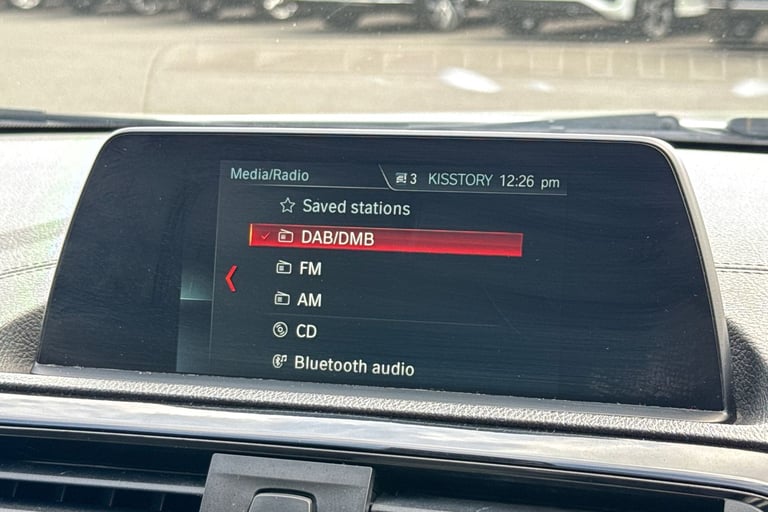 Media/Radio 3 KISSTORY 12:26 pm
Saved stations
DAB/DMB
FM
AM
CD
Bluetooth audio